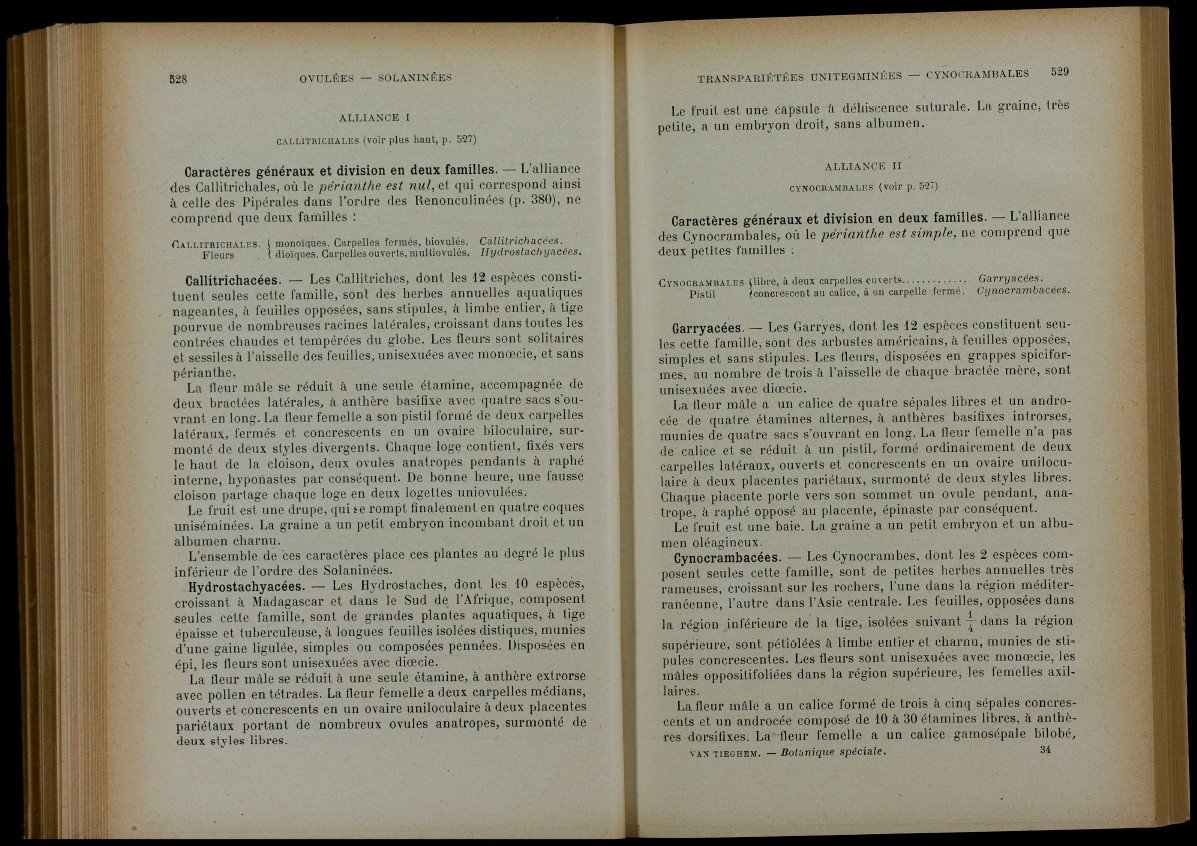 528 OVULÉES — SOLANINÉES
ALLIANCE I
CALLITRICHALES (voir plus haut, p. 527)
Caractères généraux et division en deux familles. — L'alliance
des Callitrichales, où le périanthe est nul, et qui correspond ainsi
à celle des Pipérales dans l'ordre des Renonculinées (p. 380), ne
comprend que deux familles :
CALLITRICHALES. { monoïques. Carpelles fermés, biovulés. Callitrichacées.
Fleurs { dioïques. Carpelles ouverts, multiovulés. Hydrostachyacées.
Callitrichacées. — Les Callitriches, dont les 12 espèces consti-
tuent seules cette famille, sont des herbes annuelles aquatiques
nageantes, à feuilles opposées, sans stipules, à limbe entier, à tige
pourvue de nombreuses racines latérales, croissant dans toutes les
contrées chaudes et tempérées du globe. Les fleurs sont solitaires
et sessiles à l'aisselle des feuilles, unisexuées avec monœcie, et sans
périanthe.
La fleur mâle se réduit à une seule étamine, accompagnée de
deux bractées latérales, à anthère basifixe avec quatre sacs s'ou-
vrant en long. La fleur femelle a son pistil formé de deux carpelles
latéraux, fermés et concrescents en un ovaire biloculaire, sur-
monté de deux styles divergents. Chaque loge contient, fixés vers
le haut de la cloison, deux ovules anatropes pendants à raphé
interne, hyponastes par conséquent. De bonne heure, une fausse
cloison partage chaque loge en deux logettes uniovulées.
Le fruit est une drupe, qui se rompt finalement en quatre coques
uniséminées. La graine a un petit embryon incombant droit et un
albumen charnu.
L'ensemble de ces caractères place ces plantes au degré le plus
inférieur de l'ordre des Solaninées.
Hydrostachyacées. — Les Hydrostaches, dont les 10 espèces,
croissant à Madagascar et dans le Sud de l'Afrique, composent
seules cette famille, sont de grandes plantes aquatiques, à tige
épaisse et tuberculeuse, à longues feuilles isolées distiques, munies
d'une gaine ligulée, simples ou composées pennées. Disposées en
épi, les fleurs sont unisexuées avec diœcie.
La fleur mâle se réduit à une seule étamine, à anthère extrorse
avec pollen en tétrades. La fleur femelle a deux carpelles médians,
ouverts et concrescents en un ovaire uniloculaire à deux placentes
pariétaux portant de nombreux ovules anatropes, surmonté de
deux styles libres.
TRANSPARIÉTÉES UNITEGMINÉES — CYNOCRAMBALES 529
Le fruit est une capsule à déhiscence suturale. La graine, très
petite, a un embryon droit, sans albumen.
ALLIANCE II
CYNOCRAMBALES (voir p. 527)
Caractères généraux et division en deux familles. — L'alliance
des Cynocrambales, où le périanthe est simple, ne comprend que
deux petites familles :
CYNOCRAMBALES { libre, à deux carpelles ouverts............. Garryacées.
Pistil { concrescent au calice, à un carpelle fermé. Cynocrambacées.
Garryacées. — Les Garryes, dont les 12 espèces constituent seu-
les cette famille, sont des arbustes américains, à feuilles opposées,
simples et sans stipules. Les fleurs, disposées en grappes spicifor-
mes, au nombre de trois à l'aisselle de chaque bractée mère, sont
unisexuées avec diœcie.
La fleur mâle a un calice de quatre sépales libres et un andro-
cée de quatre étamines alternes, à anthères basifixes introrses,
munies de quatre sacs s'ouvrant en long. La fleur femelle n'a pas
de calice et se réduit à un pistil, formé ordinairement de deux
carpelles latéraux, ouverts et concrescents en un ovaire unilocu-
laire à deux placentes pariétaux, surmonté de deux styles libres.
Chaque placente porte vers son sommet un ovule pendant, ana-
trope, à raphé opposé au placente, épinaste par conséquent.
Le fruit est une baie. La graine a un petit embryon et un albu-
men oléagineux.
Cynocrambacées. — Les Cynocrambes, dont les 2 espèces com-
posent seules cette famille, sont de petites herbes annuelles très
rameuses, croissant sur les rochers, l'une dans la région méditer-
ranéenne, l'autre dans l'Asie centrale. Les feuilles, opposées dans
la région inférieure de la tige, isolées suivant 1/4 dans la région
supérieure, sont pétiolées à limbe entier et charnu, munies de sti-
pules concrescentes. Les fleurs sont unisexuées avec monœcie, les
mâles oppositifoliées dans la région supérieure, les femelles axil-
laires.
La fleur mâle a un calice formé de trois à cinq sépales concres-
cents et un androcée composé de 10 à 30 étamines libres, à anthè-
res dorsifixes. La fleur femelle a un calice gamosépale bilobé,
VAN TIEGHEM. — Botanique spéciale. 34